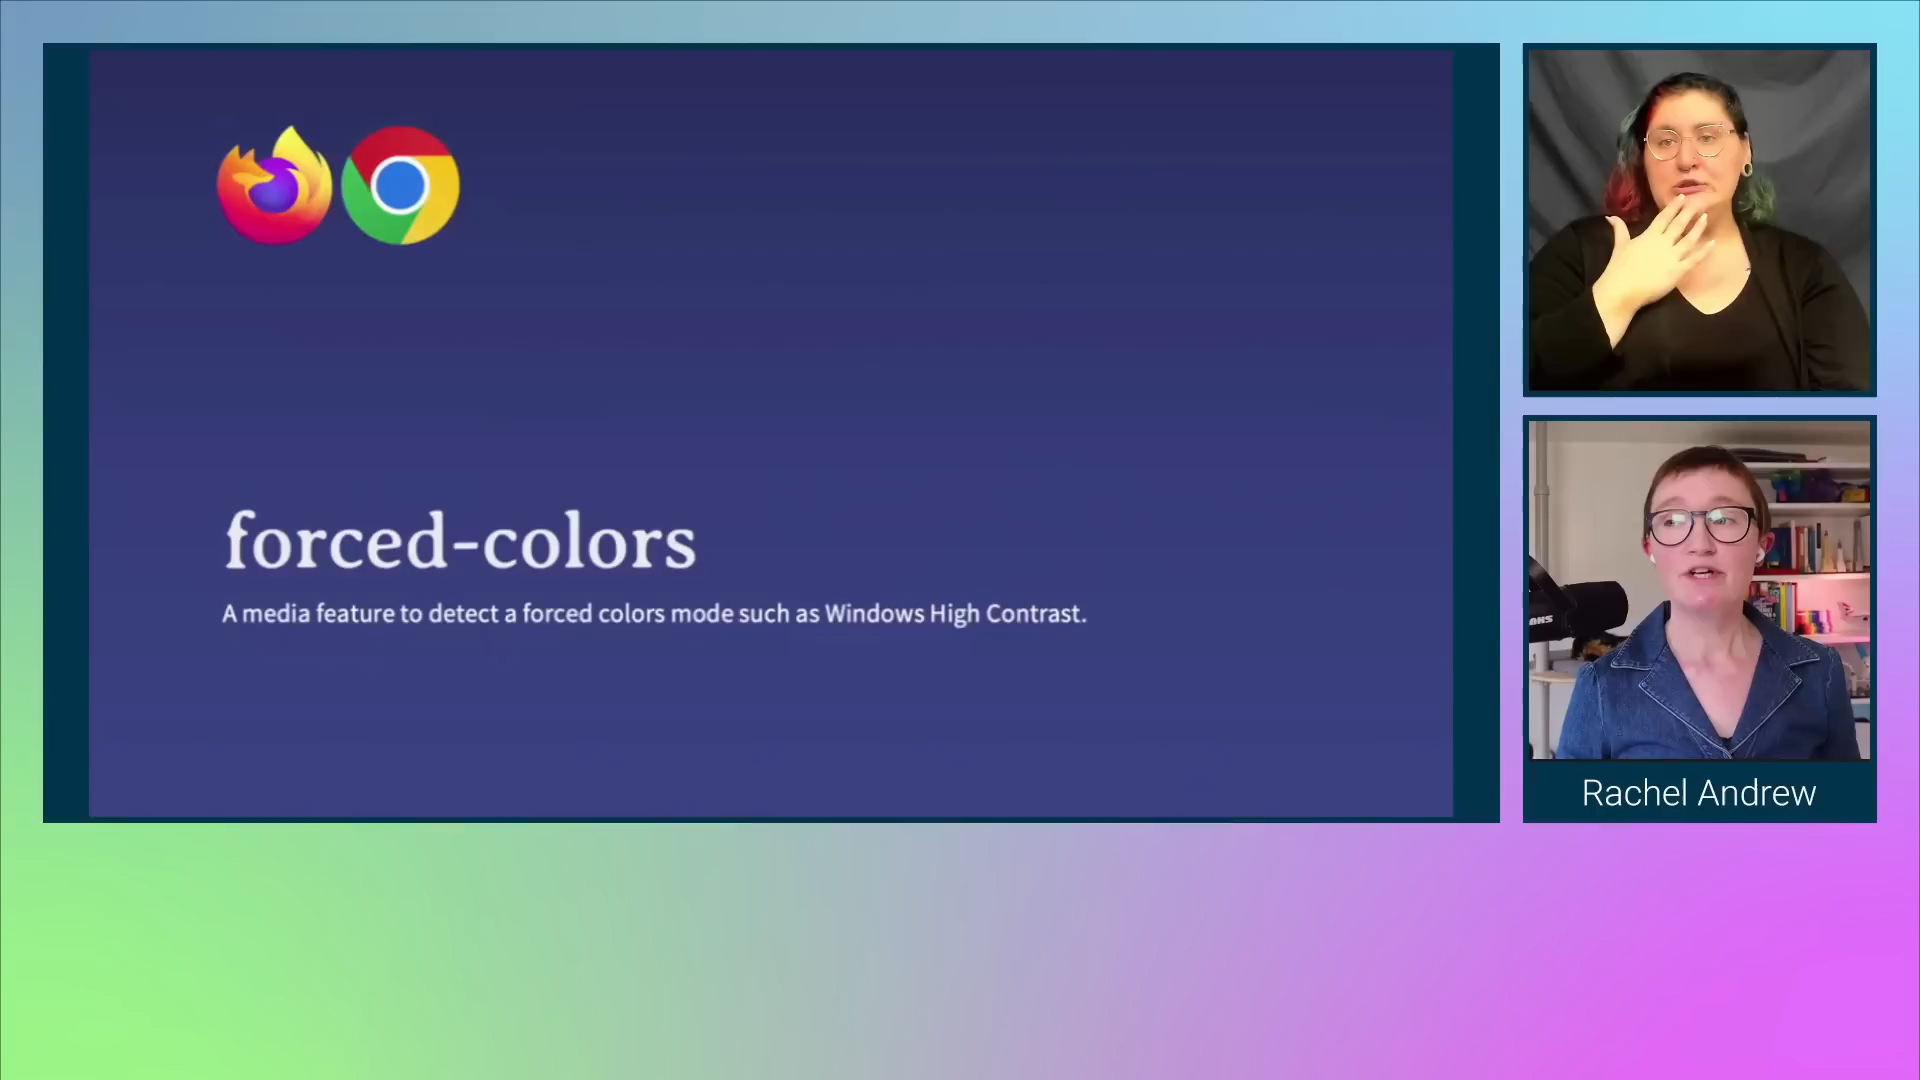 forced-colors
A media feature to detect a forced colors mode such as Windows High Contrast.
Rachel Andrew